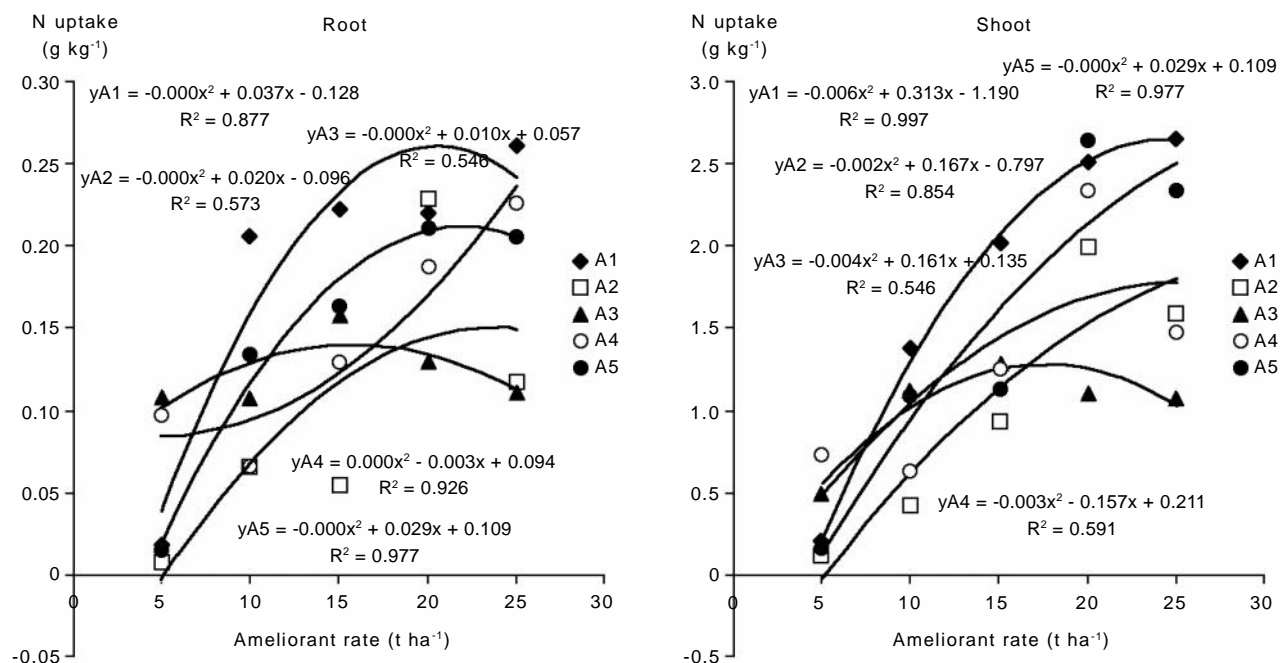 N uptake
(g kg⁻¹)
Root
0.30
0.25
0.20
0.15
0.10
0.05
0
-0.05
yA1 = -0.000x² + 0.037x - 0.128
R² = 0.877
yA3 = -0.000x² + 0.010x + 0.057
R² = 0.546
yA2 = -0.000x² + 0.020x - 0.096
R² = 0.573
yA4 = 0.000x² - 0.003x + 0.094
R² = 0.926
yA5 = -0.000x² + 0.029x + 0.109
R² = 0.977
A1
A2
A3
A4
A5
0 5 10 15 20 25 30
Ameliorant rate (t ha⁻¹)
N uptake
(g kg⁻¹)
Shoot
3.0
2.5
2.0
1.5
1.0
0.5
0
-0.5
yA5 = -0.000x² + 0.029x + 0.109
R² = 0.977
yA1 = -0.006x² + 0.313x - 1.190
R² = 0.997
yA2 = -0.002x² + 0.167x - 0.797
R² = 0.854
yA3 = -0.004x² + 0.161x + 0.135
R² = 0.546
yA4 = -0.003x² - 0.157x + 0.211
R² = 0.591
A1
A2
A3
A4
A5
0 5 10 15 20 25 30
Ameliorant rate (t ha⁻¹)